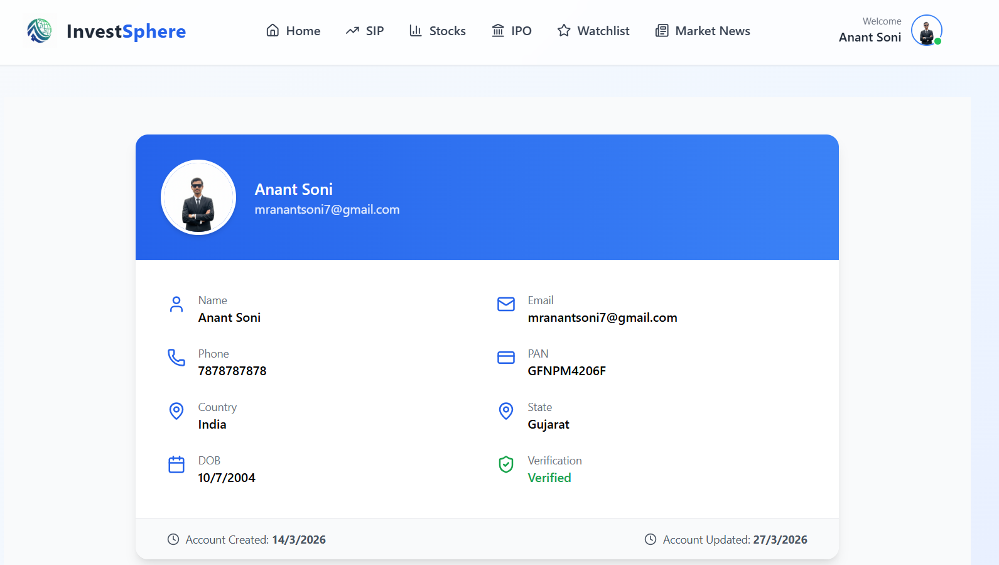 InvestSphere
Home
SIP
Stocks
IPO
Watchlist
Market News
Welcome
Anant Soni
Anant Soni
mranantsoni7@gmail.com
Name
Anant Soni
Email
mranantsoni7@gmail.com
Phone
7878787878
PAN
GFNPM4206F
Country
India
State
Gujarat
DOB
10/7/2004
Verification
Verified
Account Created: 14/3/2026
Account Updated: 27/3/2026